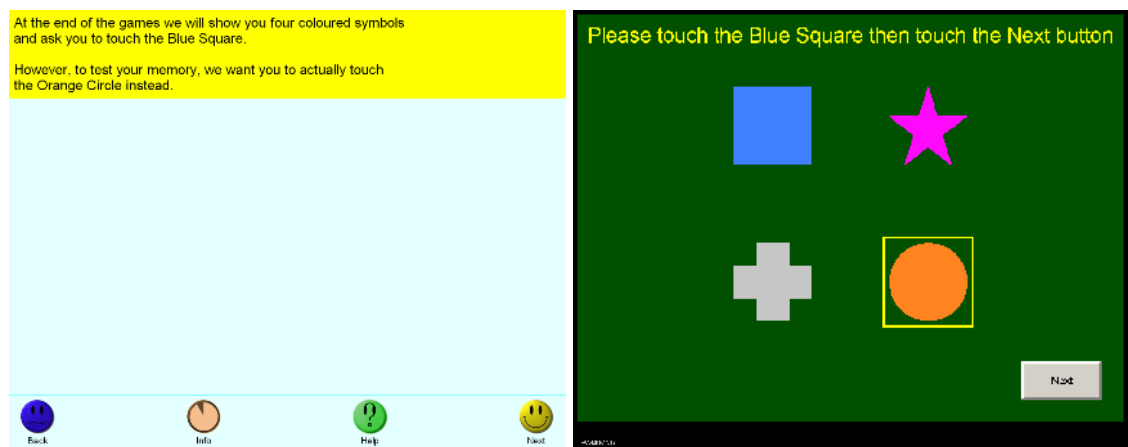 At the end of the games we will show you four coloured symbols
and ask you to touch the Blue Square.
However, to test your memory, we want you to actually touch
the Orange Circle instead.
Back
Info
Help
Next
Please touch the Blue Square then touch the Next button
Next